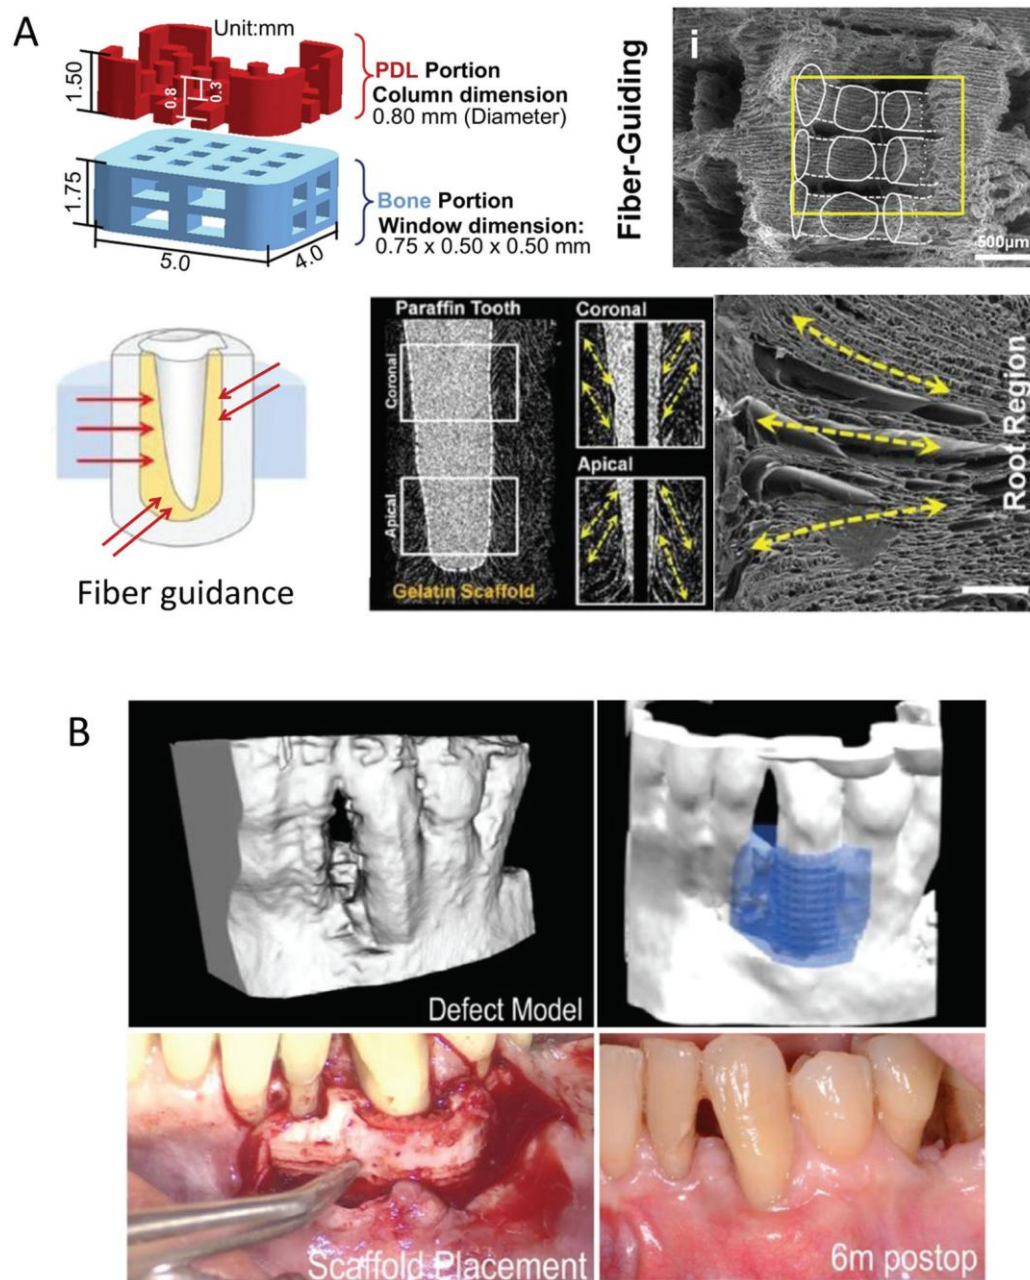 A
Unit:mm
1.50
0.8
0.3
PDL Portion
Column dimension
0.80 mm (Diameter)
1.75
5.0
4.0
Bone Portion
Window dimension:
0.75 x 0.50 x 0.50 mm
Fiber-Guiding
i
500μm
Fiber guidance
Paraffin Tooth
Coronal
Apical
Gelatin Scaffold
Coronal
Apical
Root Region
B
Defect Model
Scaffold Placement
6m postop